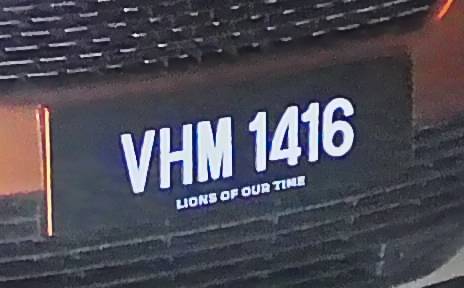 VHM 1416
LIONS OF OUR TIME